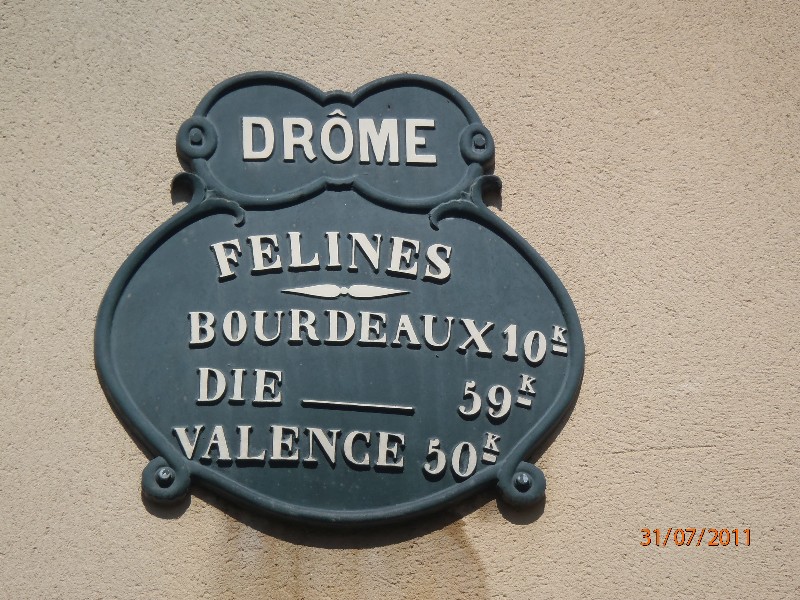 DRÔME
FELINES
BOURDEAUX 10K
DIE 59K
VALENCE 50K
31/07/2011